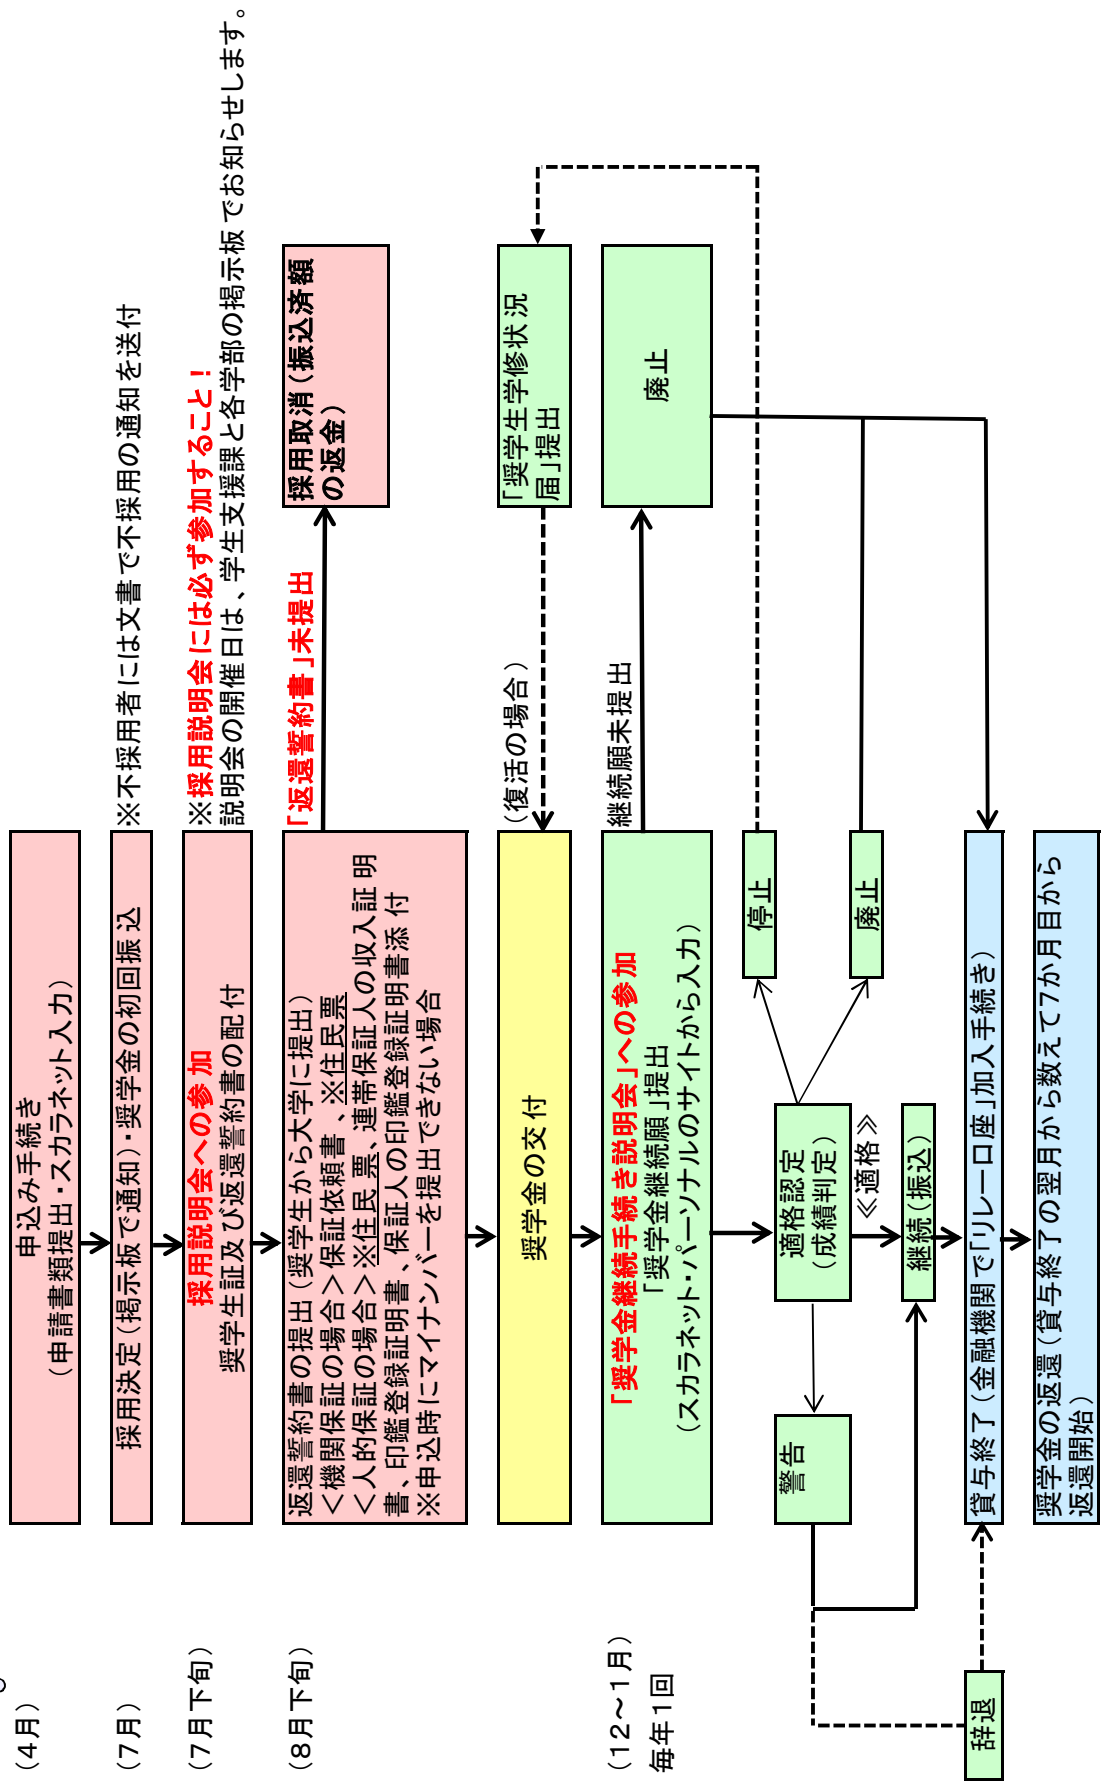 (4月)
申込み手続き
(申請書類提出・スカラネット入力)
(7月)
採用決定(掲示板で通知)・奨学金の初回振込
※不採用者には文書で不採用の通知を送付
(7月下旬)
採用説明会への参加
奨学生証及び返還誓約書の配付
※採用説明会には必ず参加すること!
説明会の開催日は、学生支援課と各学部の掲示板でお知らせします。
(8月下旬)
返還誓約書の提出(奨学生から大学に提出)
<機関保証の場合>保証依頼書、※住民票
<人的保証の場合>※住民票、連帯保証人の収入証明
書、印鑑登録証明書、保証人の印鑑登録証明書添付
※申込時にマイナンバーを提出できない場合
「返還誓約書」未提出
採用取消(振込済額
の返金)
奨学金の交付
(復活の場合)
「奨学生学修状況
届」提出
(12~1月)
毎年1回
「奨学金継続手続き説明会」への参加
「奨学金継続願」提出
(スカラネット・パーソナルのサイトから入力)
継続願未提出
廃止
停止
警告
適格認定
(成績判定)
廃止
≪適格≫
継続(振込)
辞退
貸与終了(金融機関で「リレー口座」加入手続き)
奨学金の返還(貸与終了の翌月から数えて7か月目から
返還開始)